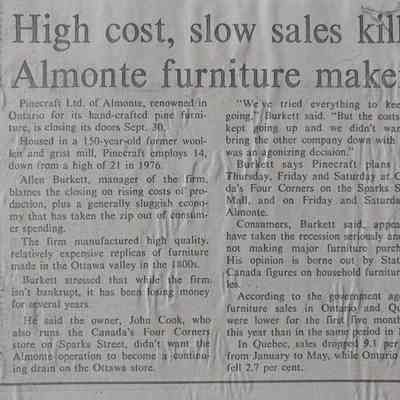 High cost, slow sales kill
Almonte furniture make
Pinecraft Ltd. of Almonte, renowned in
Ontario for its hand-crafted pine furni-
ture, is closing its doors Sept. 30.
Housed in a 150-year-old former wool-
len and grist mill, Pinecraft employs 14,
down from a high of 21 in 1976.
Allen Burkett, manager of the firm,
blames the closing on rising costs of pro-
duction, plus a generally sluggish econo-
my that has taken the zip out of consum-
er spending.
The firm manufactured high quality,
relatively expensive replicas of furniture
made in the Ottawa valley in the 1800s.
Burkett stressed that while the firm
isn't bankrupt, it has been losing money
for several years.
He said the owner, John Cook, who
also runs the Canada's Four Corners
store on Sparks Street, didn't want the
Almonte operation to become a continu-
ing drain on the Ottawa store.
"We've tried everything to kee
going," Burkett said. "But the costs
kept going up and we didn't wan
bring the other company down with
was an agonizing decision."
Burkett says Pinecraft plans
Thursday, Friday and Saturday at C
da's Four Corners on the Sparks S
Mall, and on Friday and Saturda
Almonte.
Consumers, Burkett said, appea
have taken the recession seriously and
not making major furniture purch
His opinion is borne out by Stat
Canada figures on household furnitur
les.
According to the government ag
furniture sales in Ontario and Qu
were lower for the first five month
this year than in the same period in
In Quebec, sales dropped 9.1 per
from January to May, while Ontario
fell 2.7 per cent.